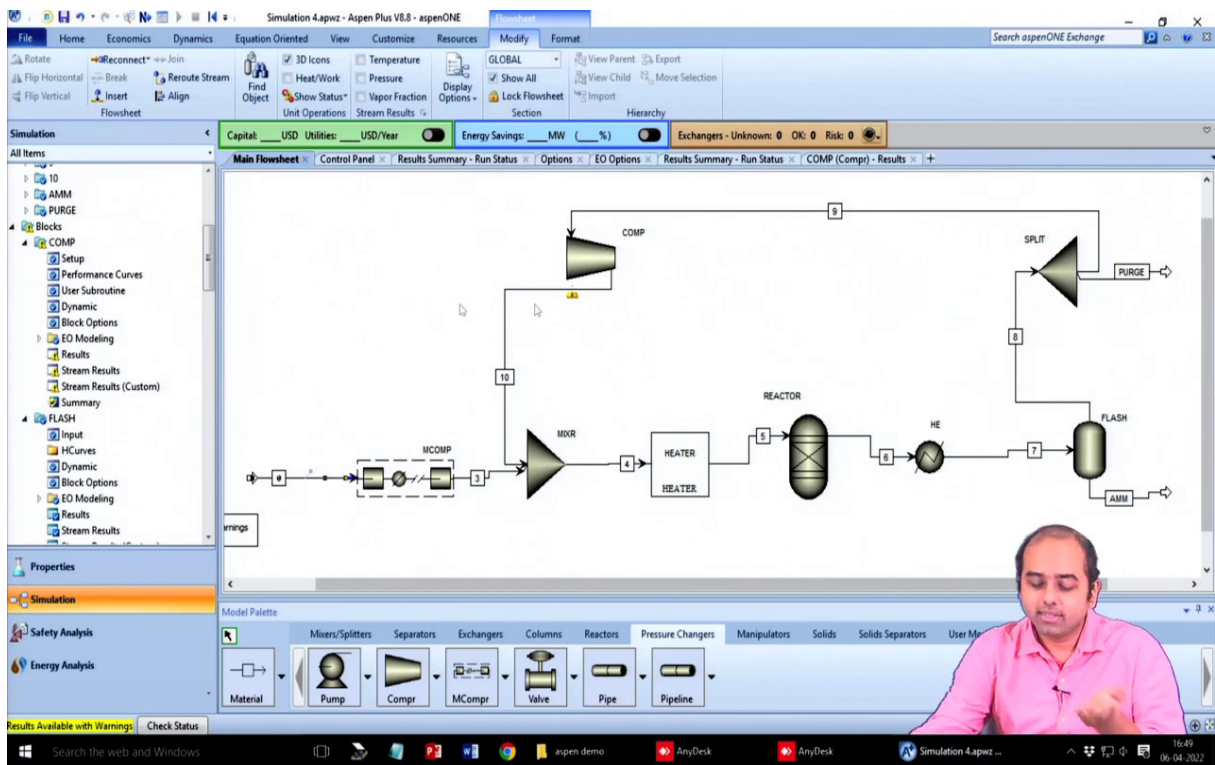 Simulation 4.apwz - Aspen Plus V8.8 - aspenONE
Flowsheet
File Home Economics Dynamics Equation Oriented View Customize Resources Modify Format
Search aspenONE Exchange
Rotate
Flip Horizontal
Flip Vertical
Reconnect
Break
Insert
Join
Reroute Stream
Align
Flowsheet
Find Object
3D Icons
Heat/Work
Show Status
Unit Operations
Temperature
Pressure
Vapor Fraction
Stream Results
Display Options
GLOBAL
Show All
Lock Flowsheet
Section
View Parent
View Child
Import
Export
Move Selection
Hierarchy
Simulation
Capital: ___ USD Utilities: ___ USD/Year
Energy Savings: ___ MW ( ___ %)
Exchangers - Unknown: 0 OK: 0 Risk: 0
All Items
Main Flowsheet Control Panel Results Summary - Run Status Options EO Options Results Summary - Run Status COMP (Compr) - Results +
10
AMM
PURGE
Blocks
COMP
Setup
Performance Curves
User Subroutine
Dynamic
Block Options
EO Modeling
Results
Stream Results
Stream Results (Custom)
Summary
FLASH
Input
HCurves
Dynamic
Block Options
EO Modeling
Results
Stream Results
9
COMP
SPLIT
PURGE
8
10
REACTOR
MIXR
HE
FLASH
MCOMP
HEATER
HEATER
3
4
5
6
7
AMM
Properties
Simulation
Safety Analysis
Energy Analysis
Model Palette
Mixers/Splitters Separators Exchangers Columns Reactors Pressure Changers Manipulators Solids Solids Separators
Material Pump Compr MCompr Valve Pipe Pipeline
Results Available with Warnings Check Status
Search the web and Windows
aspen demo
AnyDesk
AnyDesk
Simulation 4.apwz ...
16:49
06-04-2022